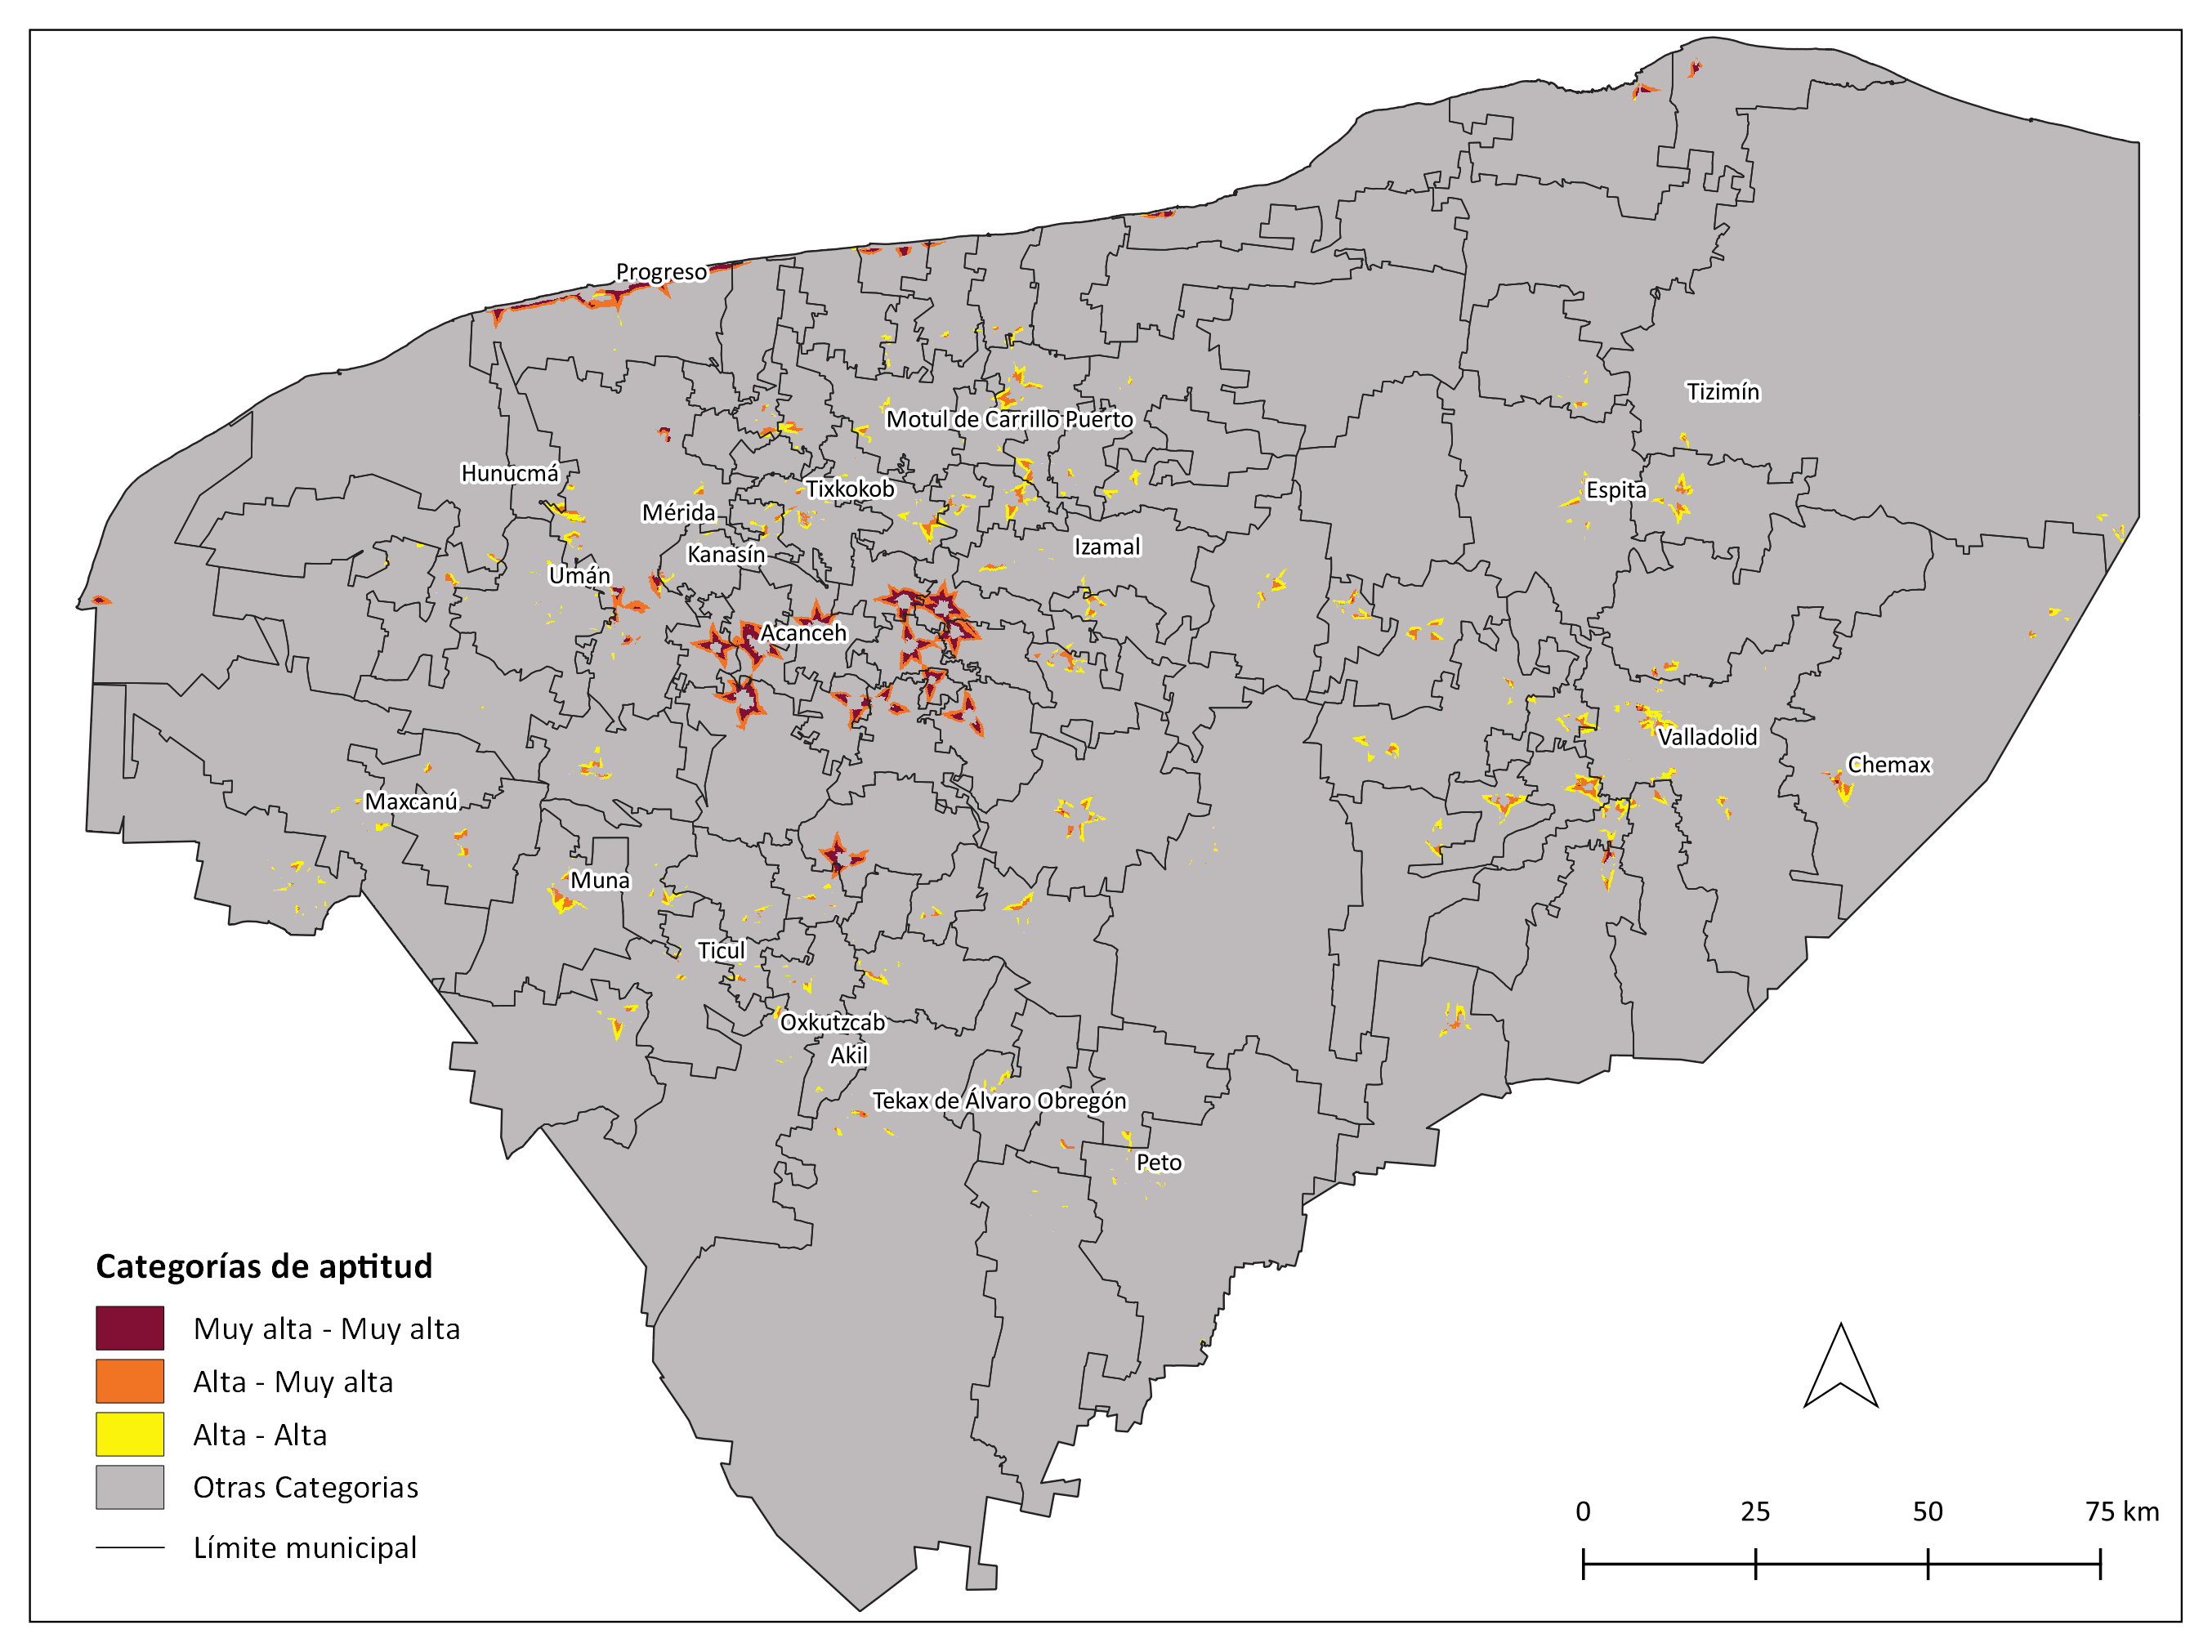 Progreso
Tizimín
Motul de Carrillo Puerto
Hunucmá
Tixkokob
Espita
Mérida
Izamal
Kanasín
Umán
Acanceh
Valladolid
Chemax
Maxcanú
Muna
Ticul
Oxkutzcab
Akil
Tekax de Álvaro Obregón
Peto
Categorías de aptitud
Muy alta - Muy alta
Alta - Muy alta
Alta - Alta
Otras Categorias
Límite municipal
0 25 50 75 km